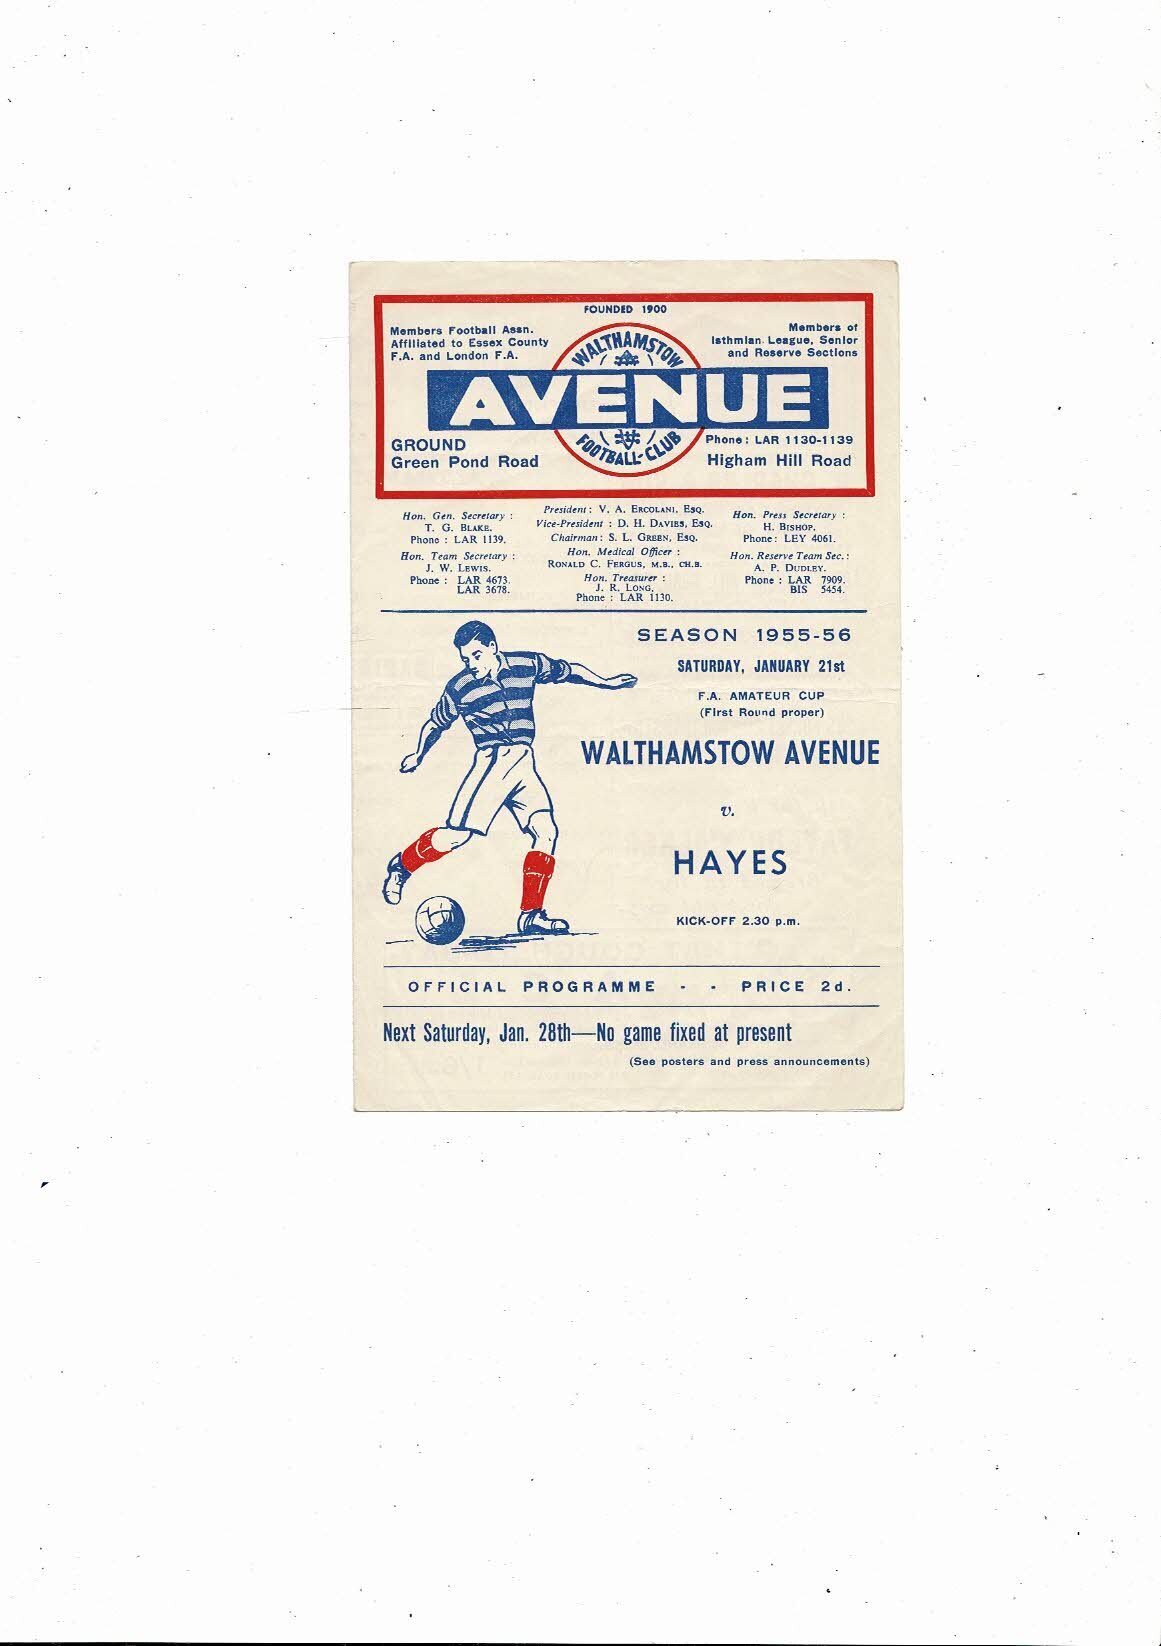 FOUNDED 1900
Members Football Assn.
Affiliated to Essex County
F.A. and London F.A.
Members of
Isthmian League, Senior
and Reserve Sections
WALTHAMSTOW
AVENUE
FOOTBALL-CLUB
GROUND
Green Pond Road
Phone: LAR 1130-1139
Higham Hill Road
Hon. Gen. Secretary :
T. G. BLAKE.
Phone : LAR 1139.
Hon. Team Secretary :
J. W. LEWIS.
Phone : LAR 4673.
LAR 3678.
President: V. A. ERCOLANI, ESQ.
Vice-President : D. H. DAVIES, ESQ.
Chairman: S. L. GREEN, ESQ.
Hon. Medical Officer :
RONALD C. FERGUS, M.B., CH.B.
Hon. Treasurer :
J. R. LONG,
Phone : LAR 1130.
Hon. Press Secretary :
H. BISHOP.
Phone: LEY 4061.
Hon. Reserve Team Sec.:
A. P. DUDLEY.
Phone : LAR 7909.
BIS 5454.
SEASON 1955-56
SATURDAY, JANUARY 21st
F.A. AMATEUR CUP
(First Round proper)
WALTHAMSTOW AVENUE
v.
HAYES
KICK-OFF 2.30 p.m.
OFFICIAL PROGRAMME - - PRICE 2d.
Next Saturday, Jan. 28th—No game fixed at present
(See posters and press announcements)